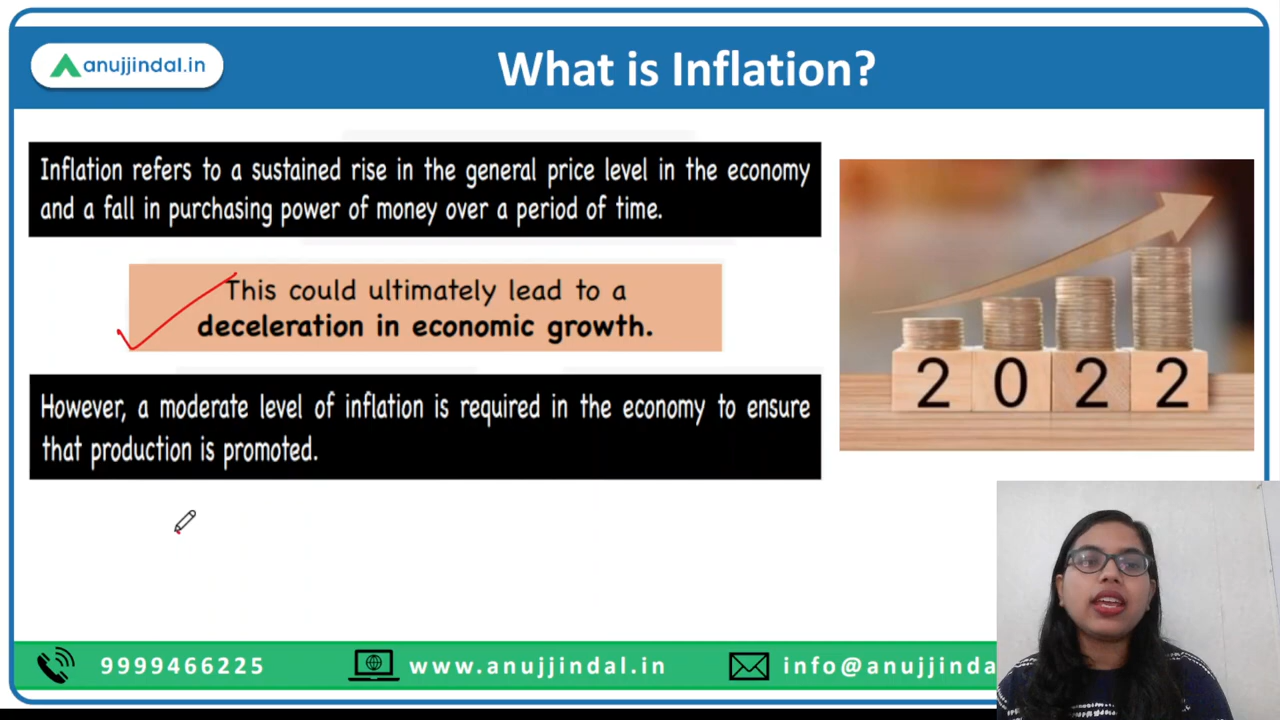 anujjindal.in
What is Inflation?
Inflation refers to a sustained rise in the general price level in the economy
and a fall in purchasing power of money over a period of time.
This could ultimately lead to a
deceleration in economic growth.
However, a moderate level of inflation is required in the economy to ensure
that production is promoted.
2022
9999466225
www.anujjindal.in
info@anujjinda